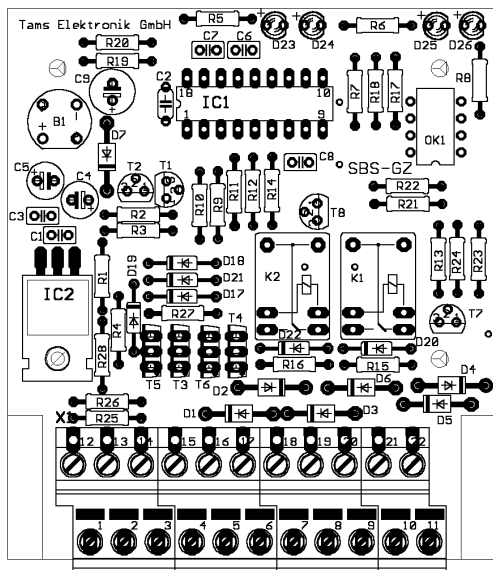 Tams Elektronik GmbH
R5
D23
D24
R6
D25
D26
R20
R19
C7
C6
C9
C2
18
IC1
10
1
9
R7
R18
R17
R8
B1
D7
OK1
C5
C4
C3
C1
T2
T1
R2
R3
R10
R9
R11
R12
R14
C8
SBS-GZ
R22
R21
T8
IC2
R1
R28
R4
D19
D18
D21
D17
R27
T5
T3
T6
T4
K2
K1
R13
R24
R23
T7
D22
D20
R16
R15
D2
D6
D4
D5
R26
R25
X1
D1
D3
12 13 14 15 16 17 18 19 20 21 22
1 2 3 4 5 6 7 8 9 10 11